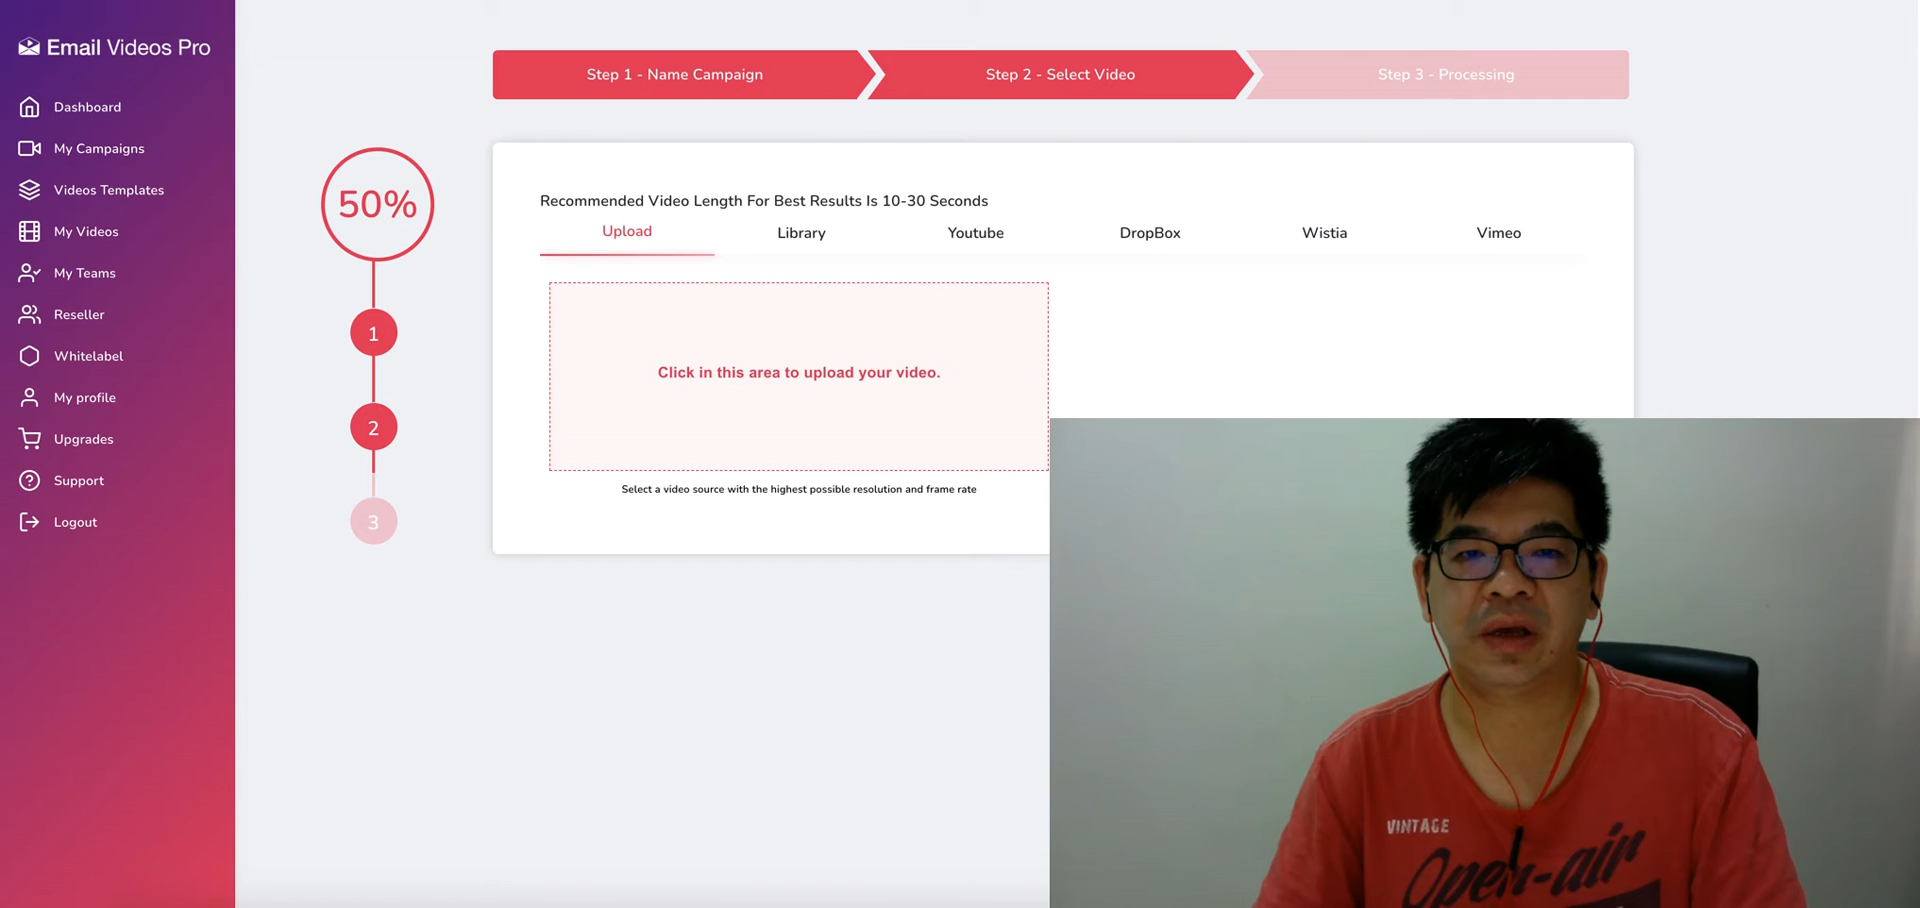 Email Videos Pro
Dashboard
My Campaigns
Videos Templates
My Videos
My Teams
Reseller
Whitelabel
My profile
Upgrades
Support
Logout
Step 1 - Name Campaign
Step 2 - Select Video
Step 3 - Processing
50%
1
2
3
Recommended Video Length For Best Results Is 10-30 Seconds
Upload
Library
Youtube
DropBox
Wistia
Vimeo
Click in this area to upload your video.
Select a video source with the highest possible resolution and frame rate
VINTAGE
Open-air